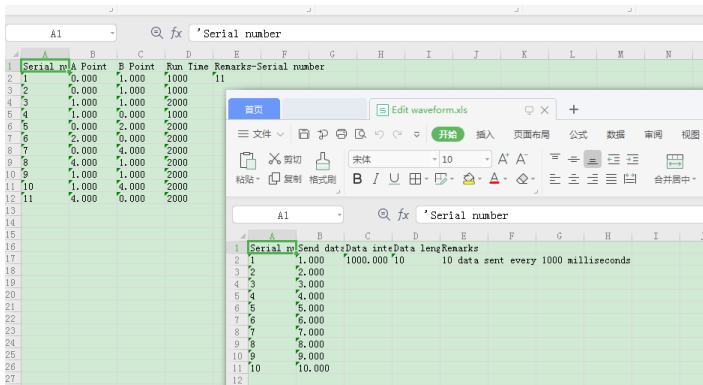 A1 fx 'Serial number
A B C D E F G H I J K L M N
1 Serial nu A Point B Point Run Time Remarks-Serial number
2 1 0.000 1.000 1000 11
3 2 0.000 1.000 1000
4 3 1.000 1.000 2000
5 4 1.000 0.000 1000
6 5 0.000 2.000 2000
7 6 2.000 0.000 2000
8 7 0.000 4.000 2000
9 8 4.000 1.000 2000
10 9 1.000 1.000 2000
11 10 1.000 4.000 2000
12 11 4.000 0.000 2000
13
14
15
16
17
18
19
20
21
22
23
24
25
26
27
首页 S Edit waveform.xls +
文件 开始 插入 页面布局 公式 数据 审阅 视图
粘贴 剪切 复制 格式刷 宋体 10 A+ A- 合并居中
B I U A
A1 fx 'Serial number
A B C D E F G H I
1 Serial nu Send data Data inte Data leng Remarks
2 1 1.000 1000.000 10 10 data sent every 1000 milliseconds
3 2 2.000
4 3 3.000
5 4 4.000
6 5 5.000
7 6 6.000
8 7 7.000
9 8 8.000
10 9 9.000
11 10 10.000
12